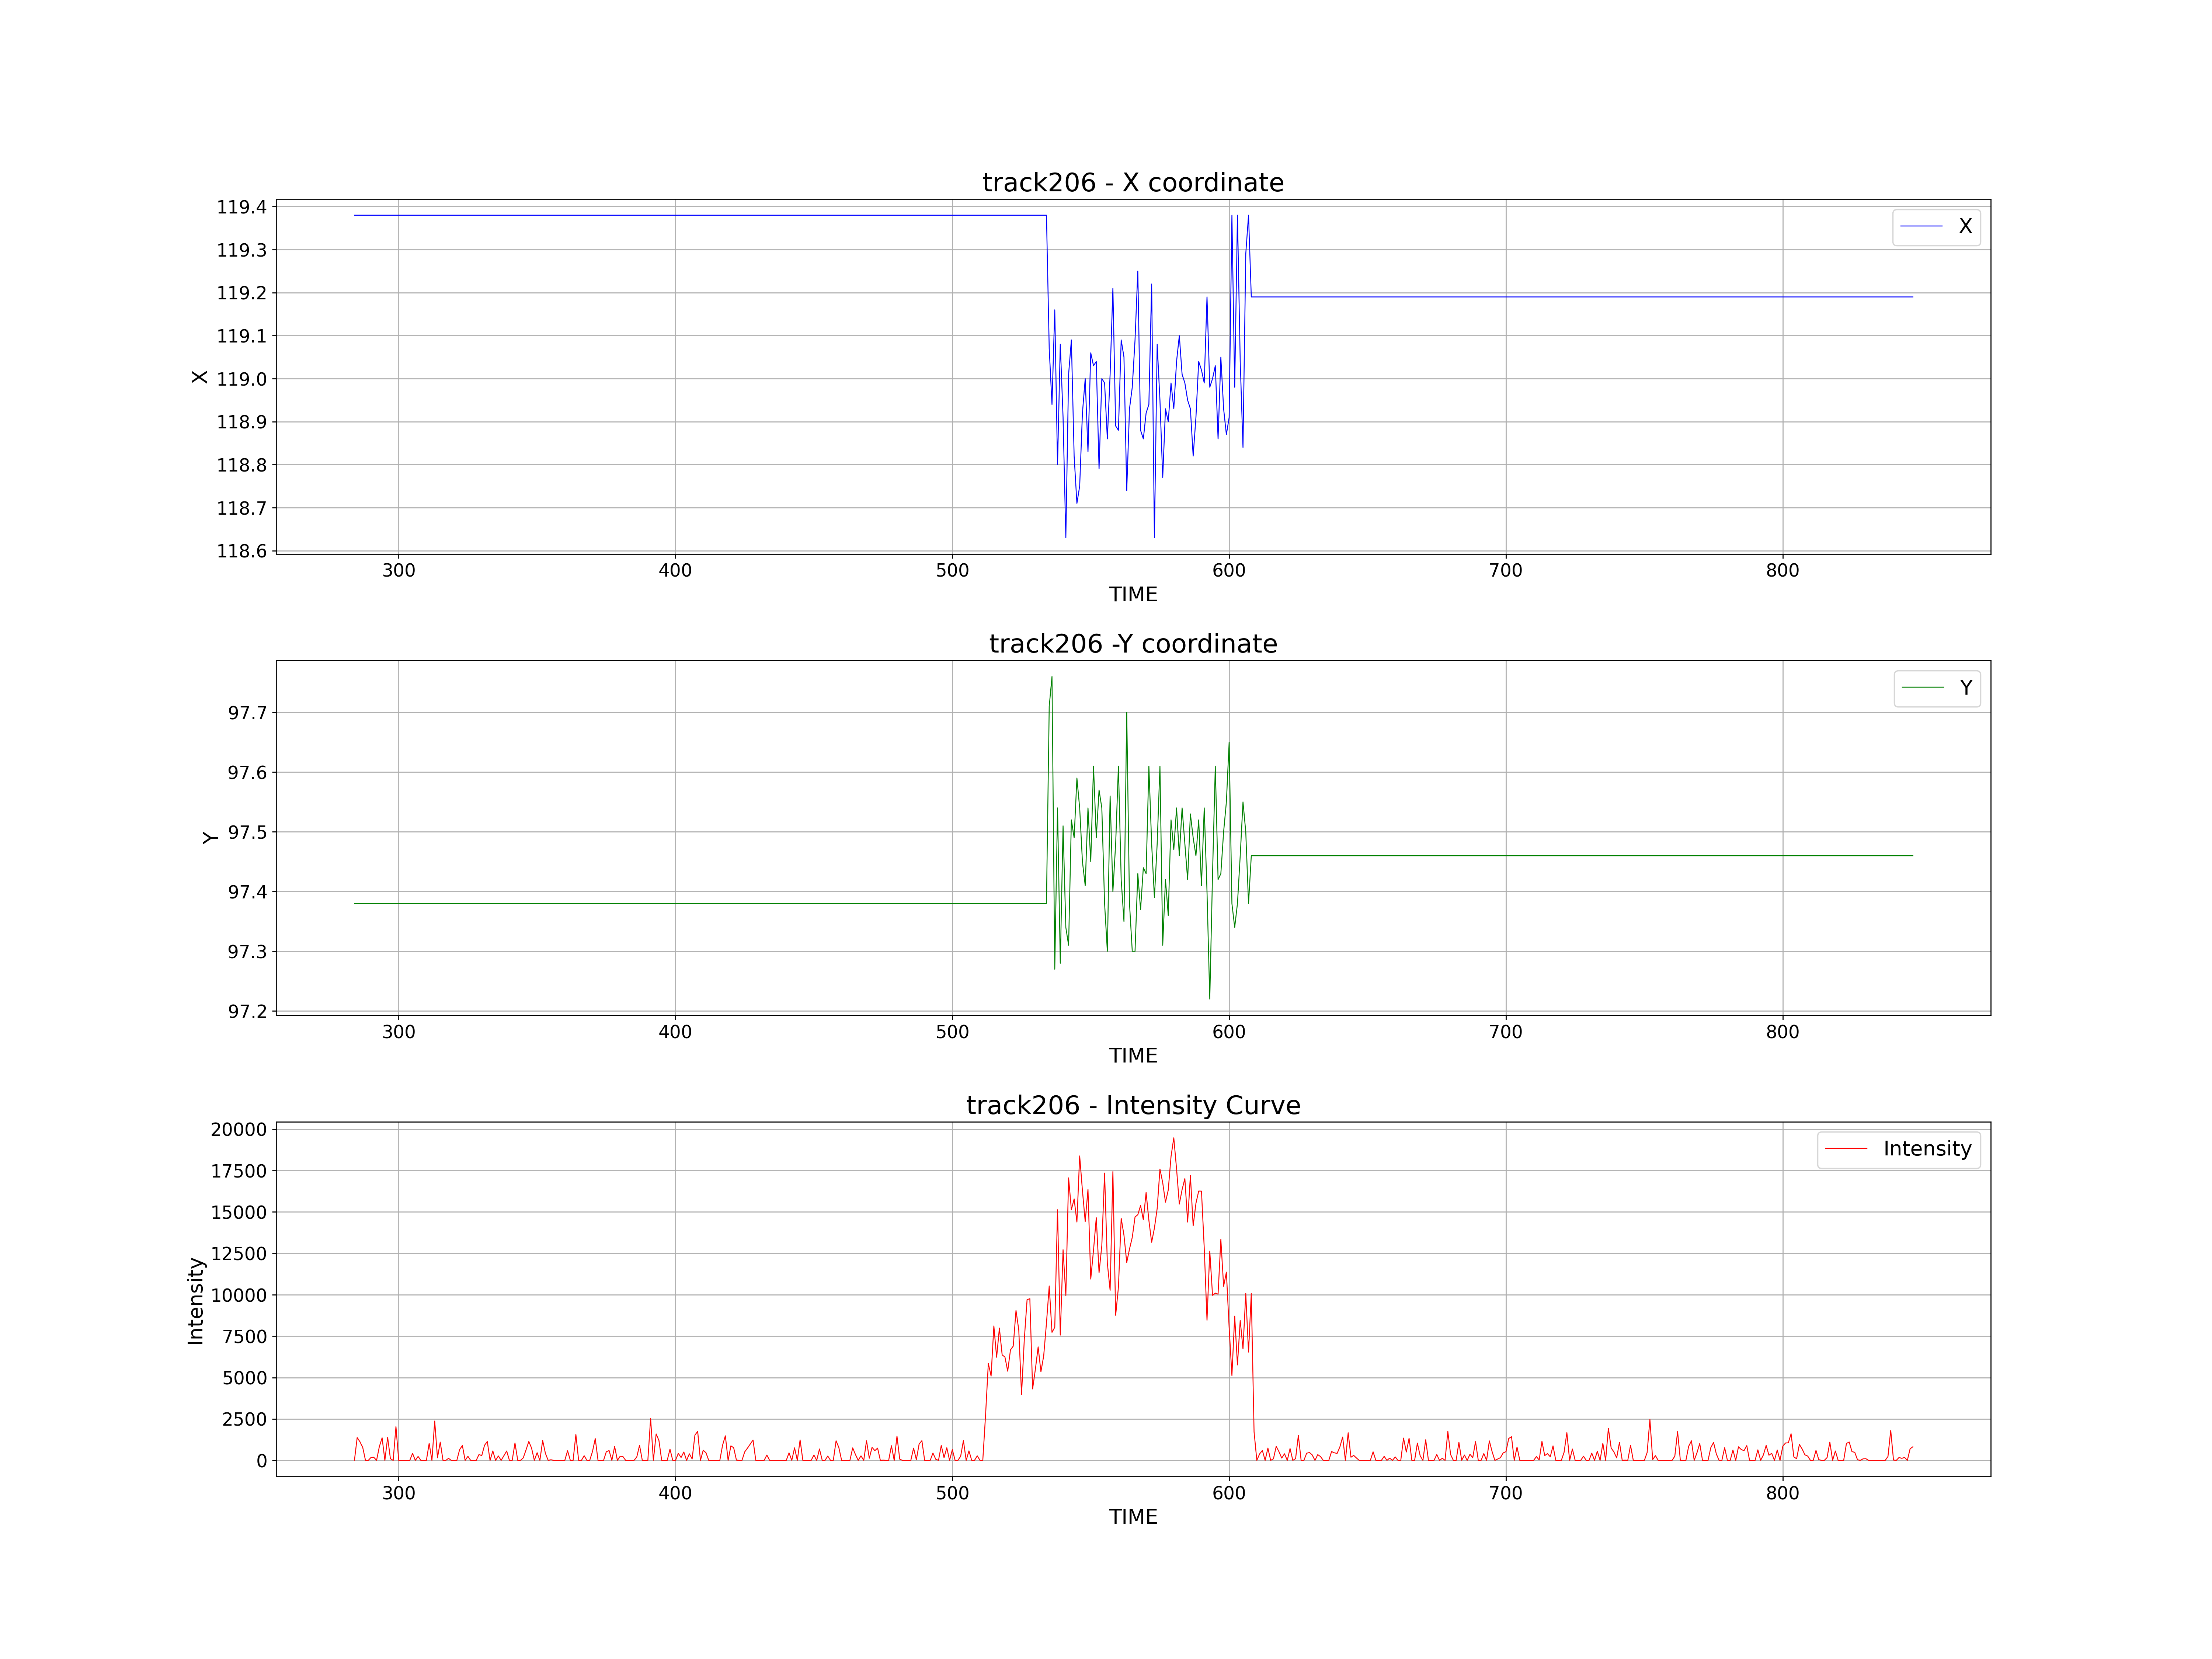 track206 - X coordinate
119.4
119.3
119.2
119.1
119.0
118.9
118.8
118.7
118.6
X
X
300 400 500 600 700 800
TIME
track206 -Y coordinate
97.7
97.6
97.5
97.4
97.3
97.2
Y
Y
300 400 500 600 700 800
TIME
track206 - Intensity Curve
20000
17500
15000
12500
10000
7500
5000
2500
0
Intensity
Intensity
300 400 500 600 700 800
TIME